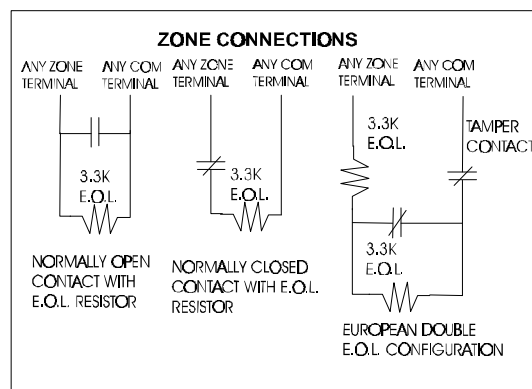 ZONE CONNECTIONS
ANY ZONE
TERMINAL
ANY COM
TERMINAL
3.3K
E.O.L.
NORMALLY OPEN
CONTACT WITH
E.O.L. RESISTOR
ANY ZONE
TERMINAL
ANY COM
TERMINAL
3.3K
E.O.L.
NORMALLY CLOSED
CONTACT WITH E.O.L.
RESISTOR
ANY ZONE
TERMINAL
ANY COM
TERMINAL
3.3K
E.O.L.
TAMPER
CONTACT
3.3K
E.O.L.
EUROPEAN DOUBLE
E.O.L. CONFIGURATION